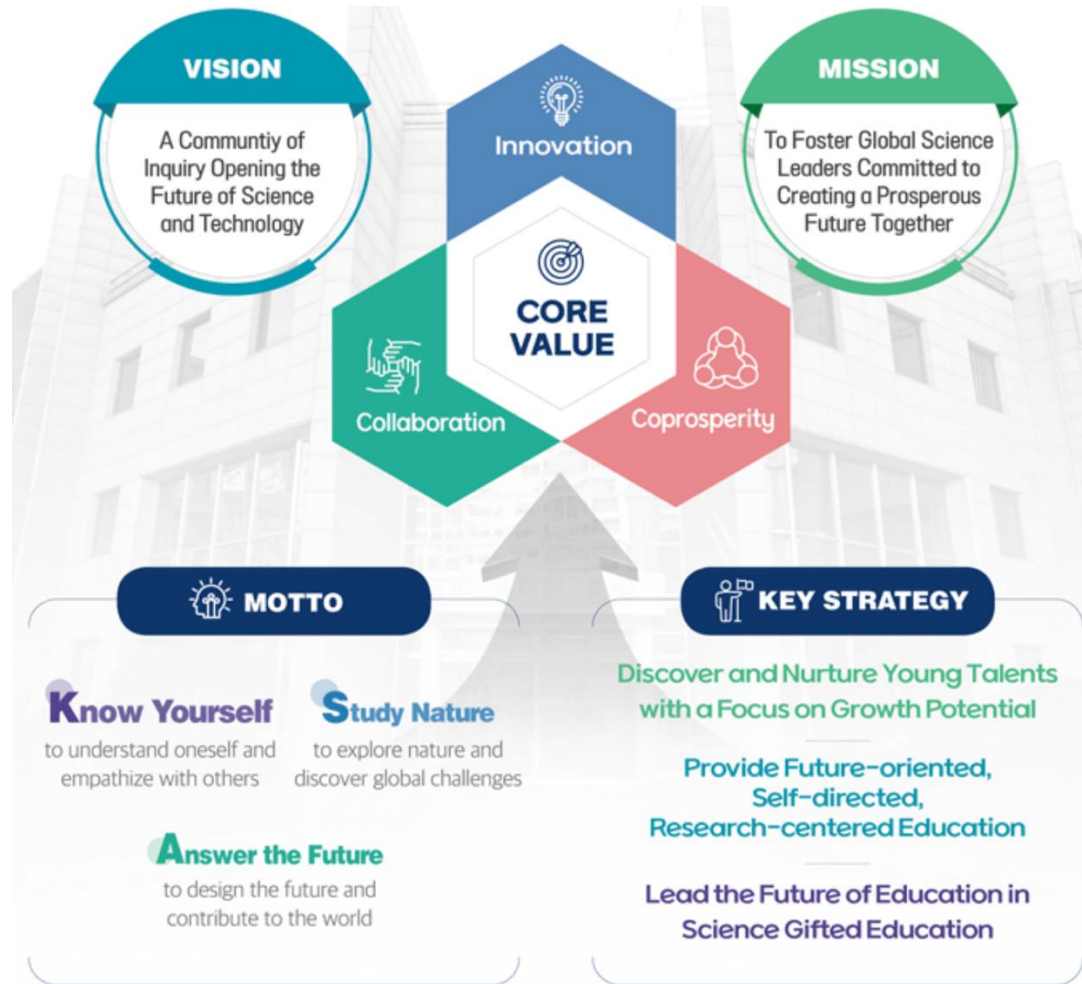 VISION
A Communtiy of
Inquiry Opening the
Future of Science
and Technology
Innovation
MISSION
To Foster Global Science
Leaders Committed to
Creating a Prosperous
Future Together
CORE
VALUE
Collaboration
Coprosperity
MOTTO
Know Yourself
to understand oneself and
empathize with others
Study Nature
to explore nature and
discover global challenges
Answer the Future
to design the future and
contribute to the world
KEY STRATEGY
Discover and Nurture Young Talents
with a Focus on Growth Potential
Provide Future-oriented,
Self-directed,
Research-centered Education
Lead the Future of Education in
Science Gifted Education